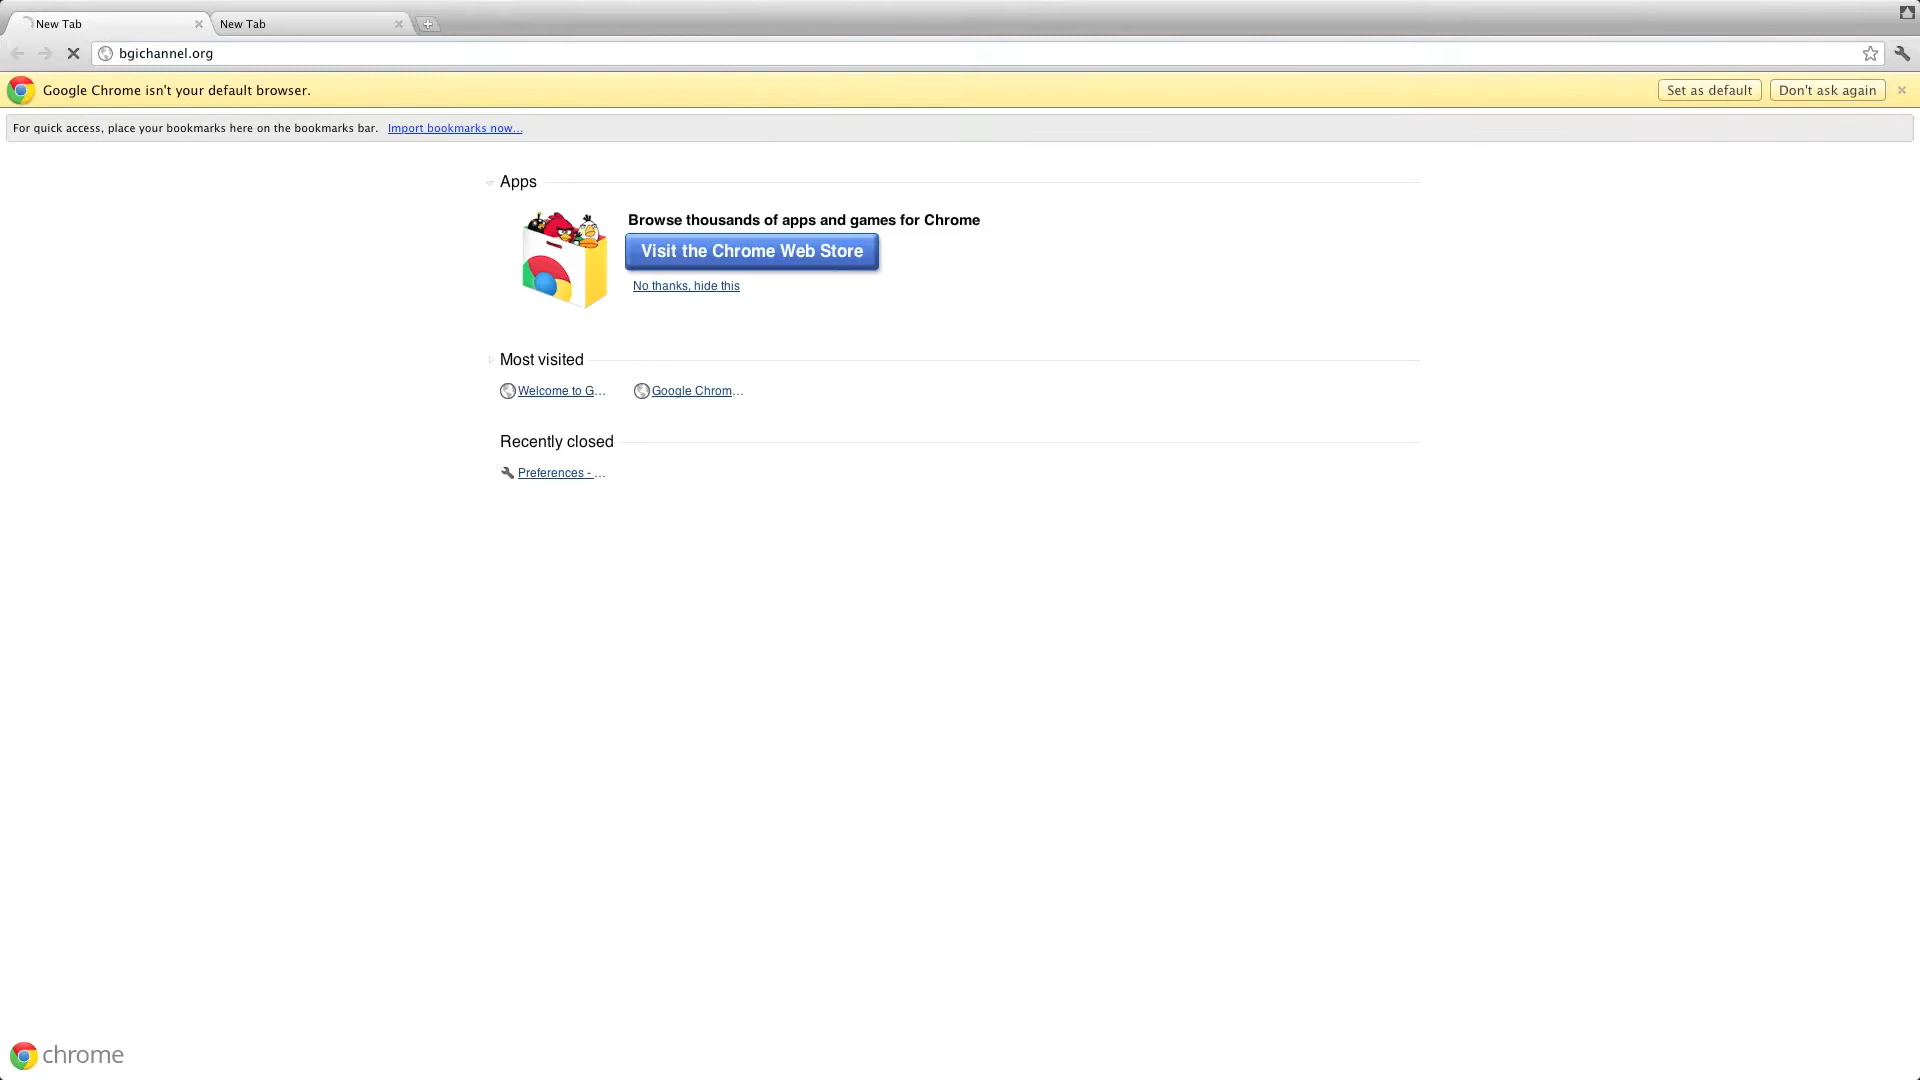 New Tab
New Tab
bgichannel.org
Google Chrome isn't your default browser.
Set as default
Don't ask again
For quick access, place your bookmarks here on the bookmarks bar. Import bookmarks now...
Apps
Browse thousands of apps and games for Chrome
Visit the Chrome Web Store
No thanks, hide this
Most visited
Welcome to G...
Google Chrom...
Recently closed
Preferences - ...
chrome